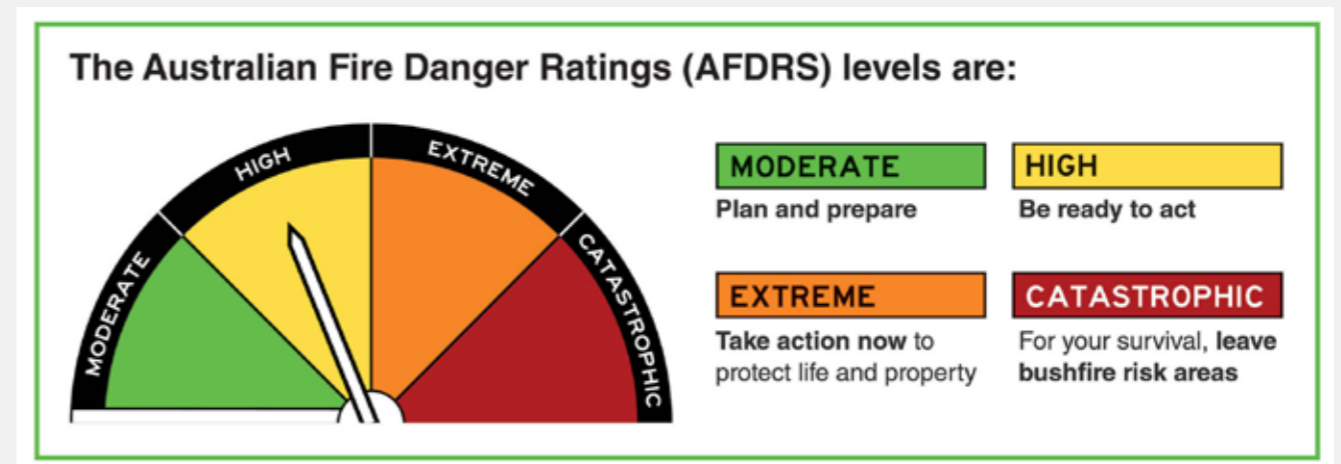 The Australian Fire Danger Ratings (AFDRS) levels are:
MODERATE
HIGH
EXTREME
CATASTROPHIC
MODERATE
Plan and prepare
HIGH
Be ready to act
EXTREME
Take action now to
protect life and property
CATASTROPHIC
For your survival, leave
bushfire risk areas